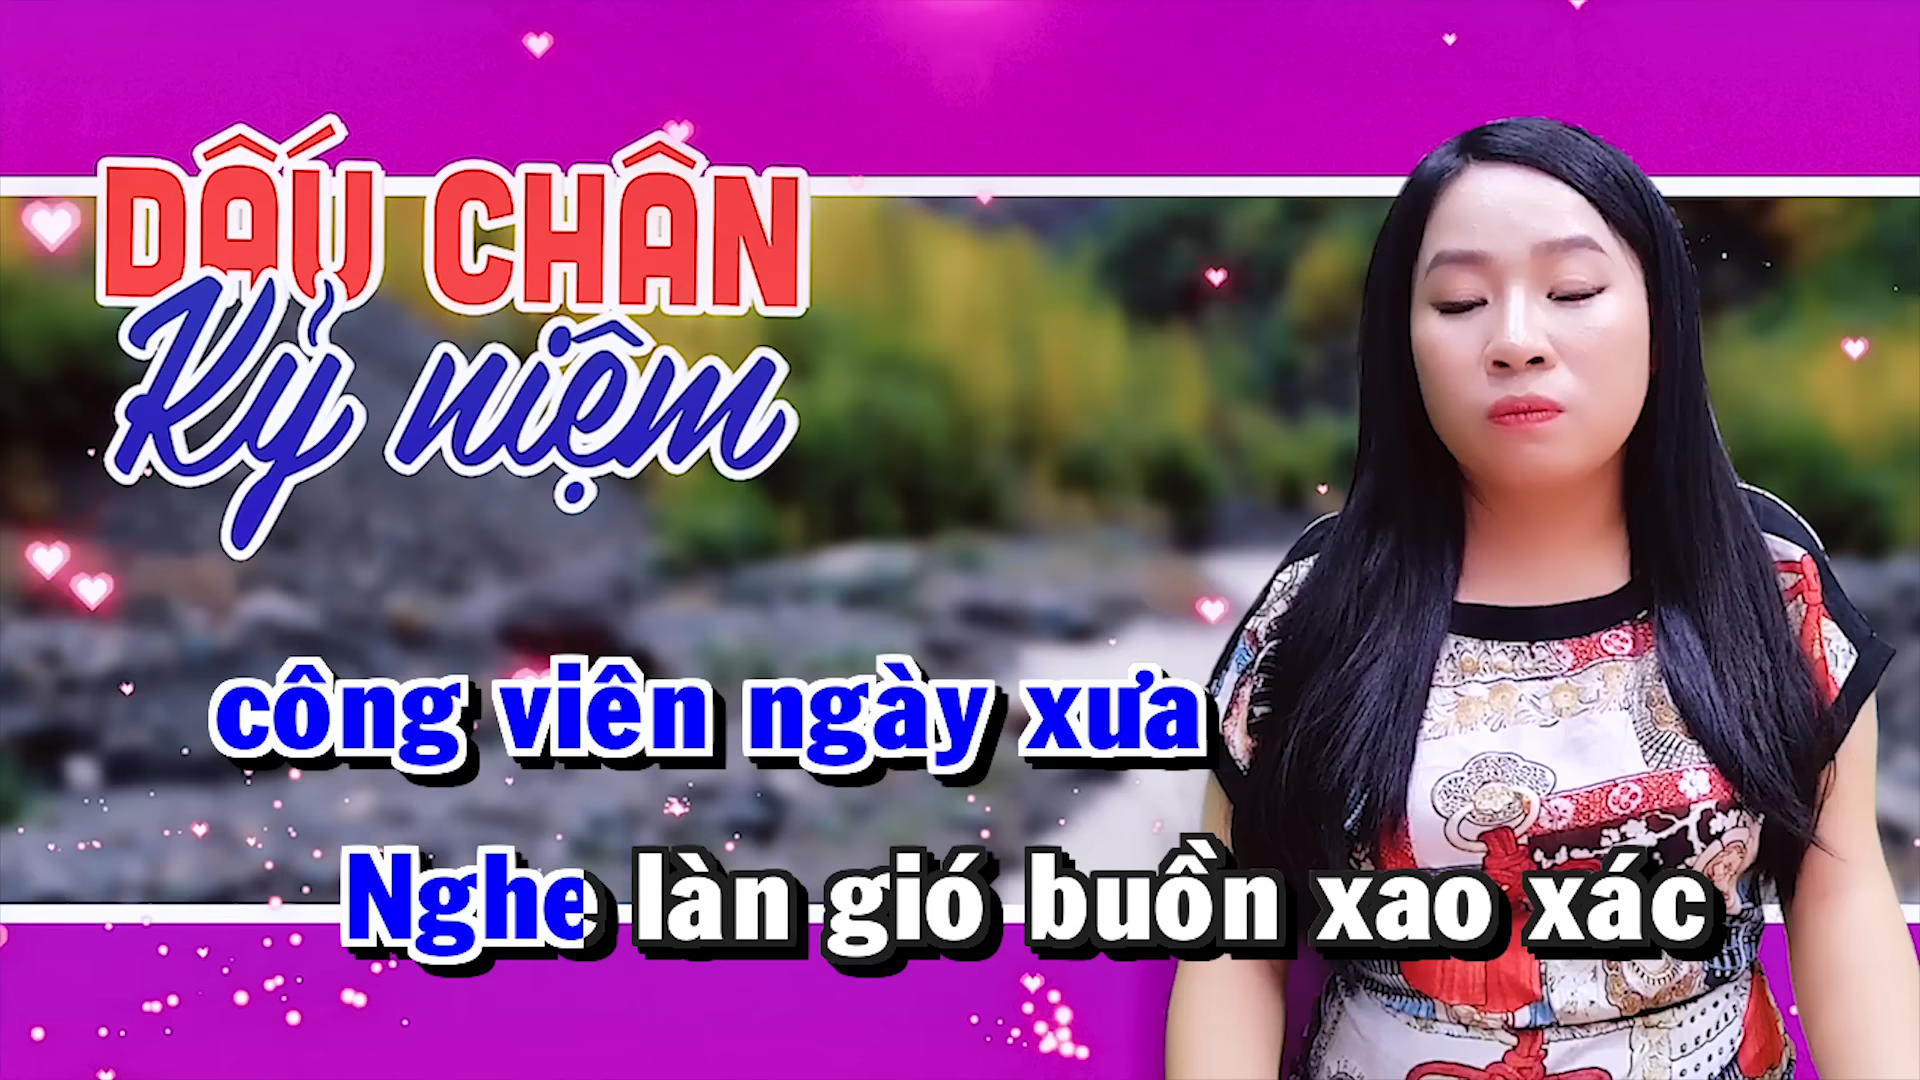 DẤU CHÂN
Kỷ niệm
công viên ngày xưa
Nghe làn gió buồn xao xác